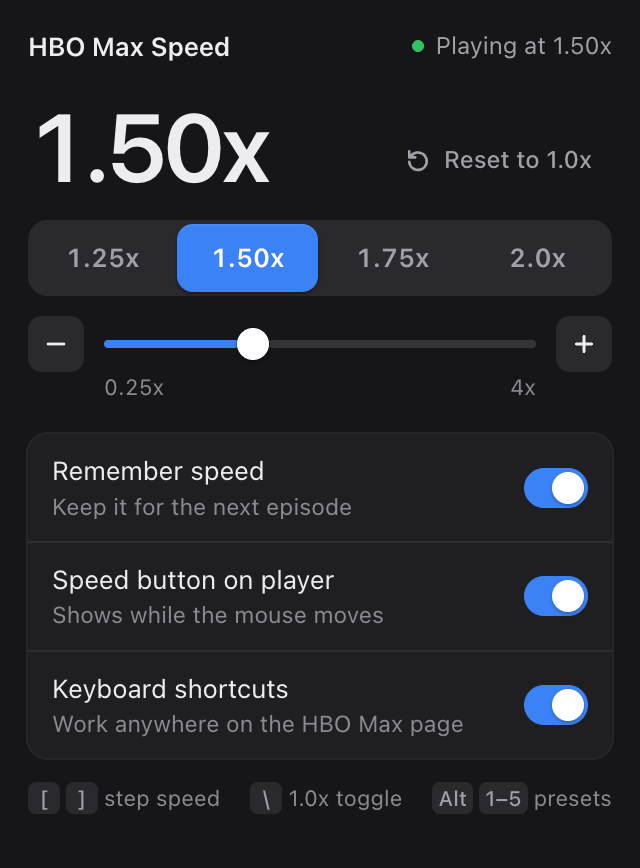 HBO Max Speed
Playing at 1.50x
1.50x
Reset to 1.0x
1.25x 1.50x 1.75x 2.0x
− +
0.25x 4x
Remember speed
Keep it for the next episode
Speed button on player
Shows while the mouse moves
Keyboard shortcuts
Work anywhere on the HBO Max page
[ ] step speed \ 1.0x toggle Alt 1–5 presets